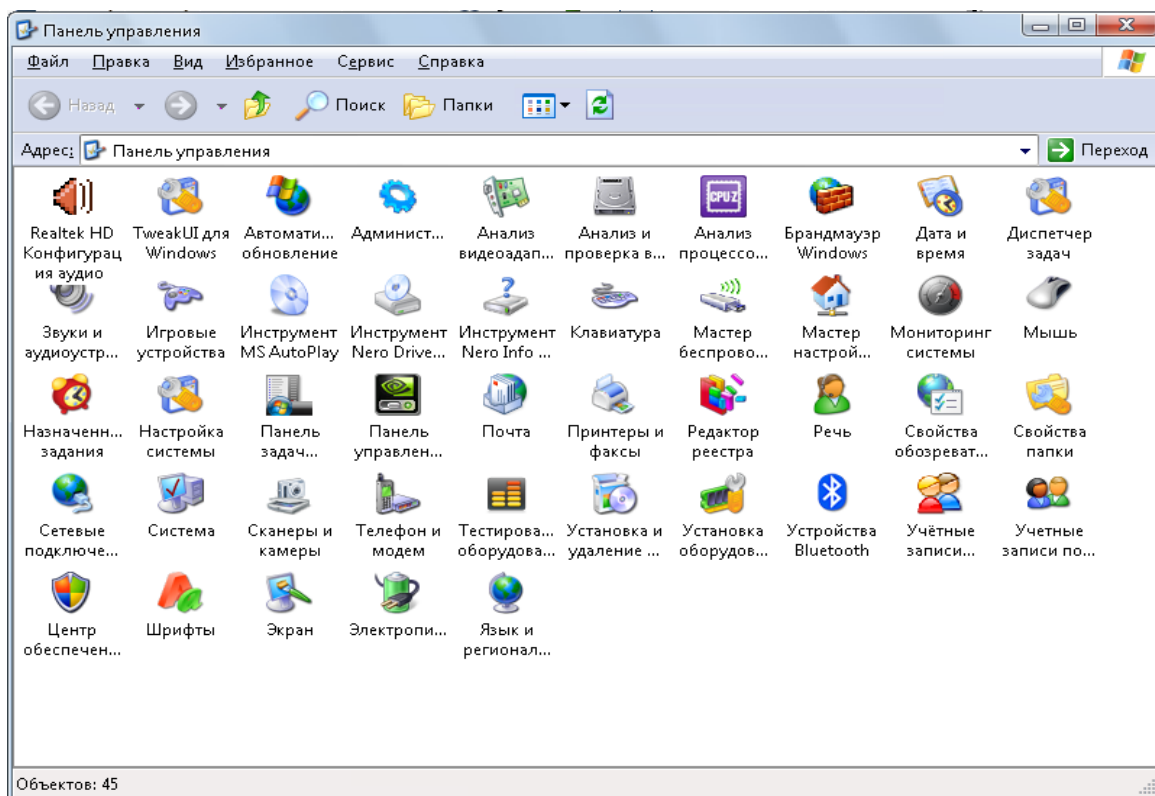 Панель управления
Файл Правка Вид Избранное Сервис Справка
Назад Поиск Папки
Адрес: Панель управления Переход
Realtek HD Конфигурац ия аудио
TweakUI для Windows
Автомати... обновление
Админист...
Анализ видеоадап...
Анализ и проверка в...
CPU-Z
Анализ процессо...
Брандмауэр Windows
Дата и время
Диспетчер задач
Звуки и аудиоустр...
Игровые устройства
Инструмент MS AutoPlay
Инструмент Nero Drive...
Инструмент Nero Info ...
Клавиатура
Мастер беспрово...
Мастер настрой...
Мониторинг системы
Мышь
Назначенн... задания
Настройка системы
Панель задач...
Панель управлен...
Почта
Принтеры и факсы
Редактор реестра
Речь
Свойства обозреват...
Свойства папки
Сетевые подключе...
Система
Сканеры и камеры
Телефон и модем
Тестирова... оборудова...
Установка и удаление ...
Установка оборудов...
Устройства Bluetooth
Учётные записи...
Учетные записи по...
Центр обеспечен...
Шрифты
Экран
Электропи...
Язык и регионал...
Объектов: 45